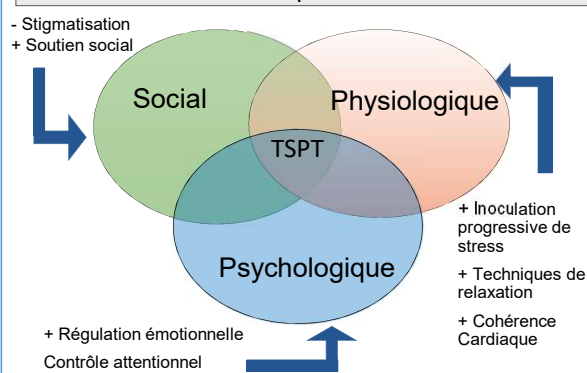 - Stigmatisation
+ Soutien social
Social
Physiologique
TSPT
Psychologique
+ Inoculation
progressive de
stress
+ Techniques de
relaxation
+ Cohérence
Cardiaque
+ Régulation émotionnelle
Contrôle attentionnel